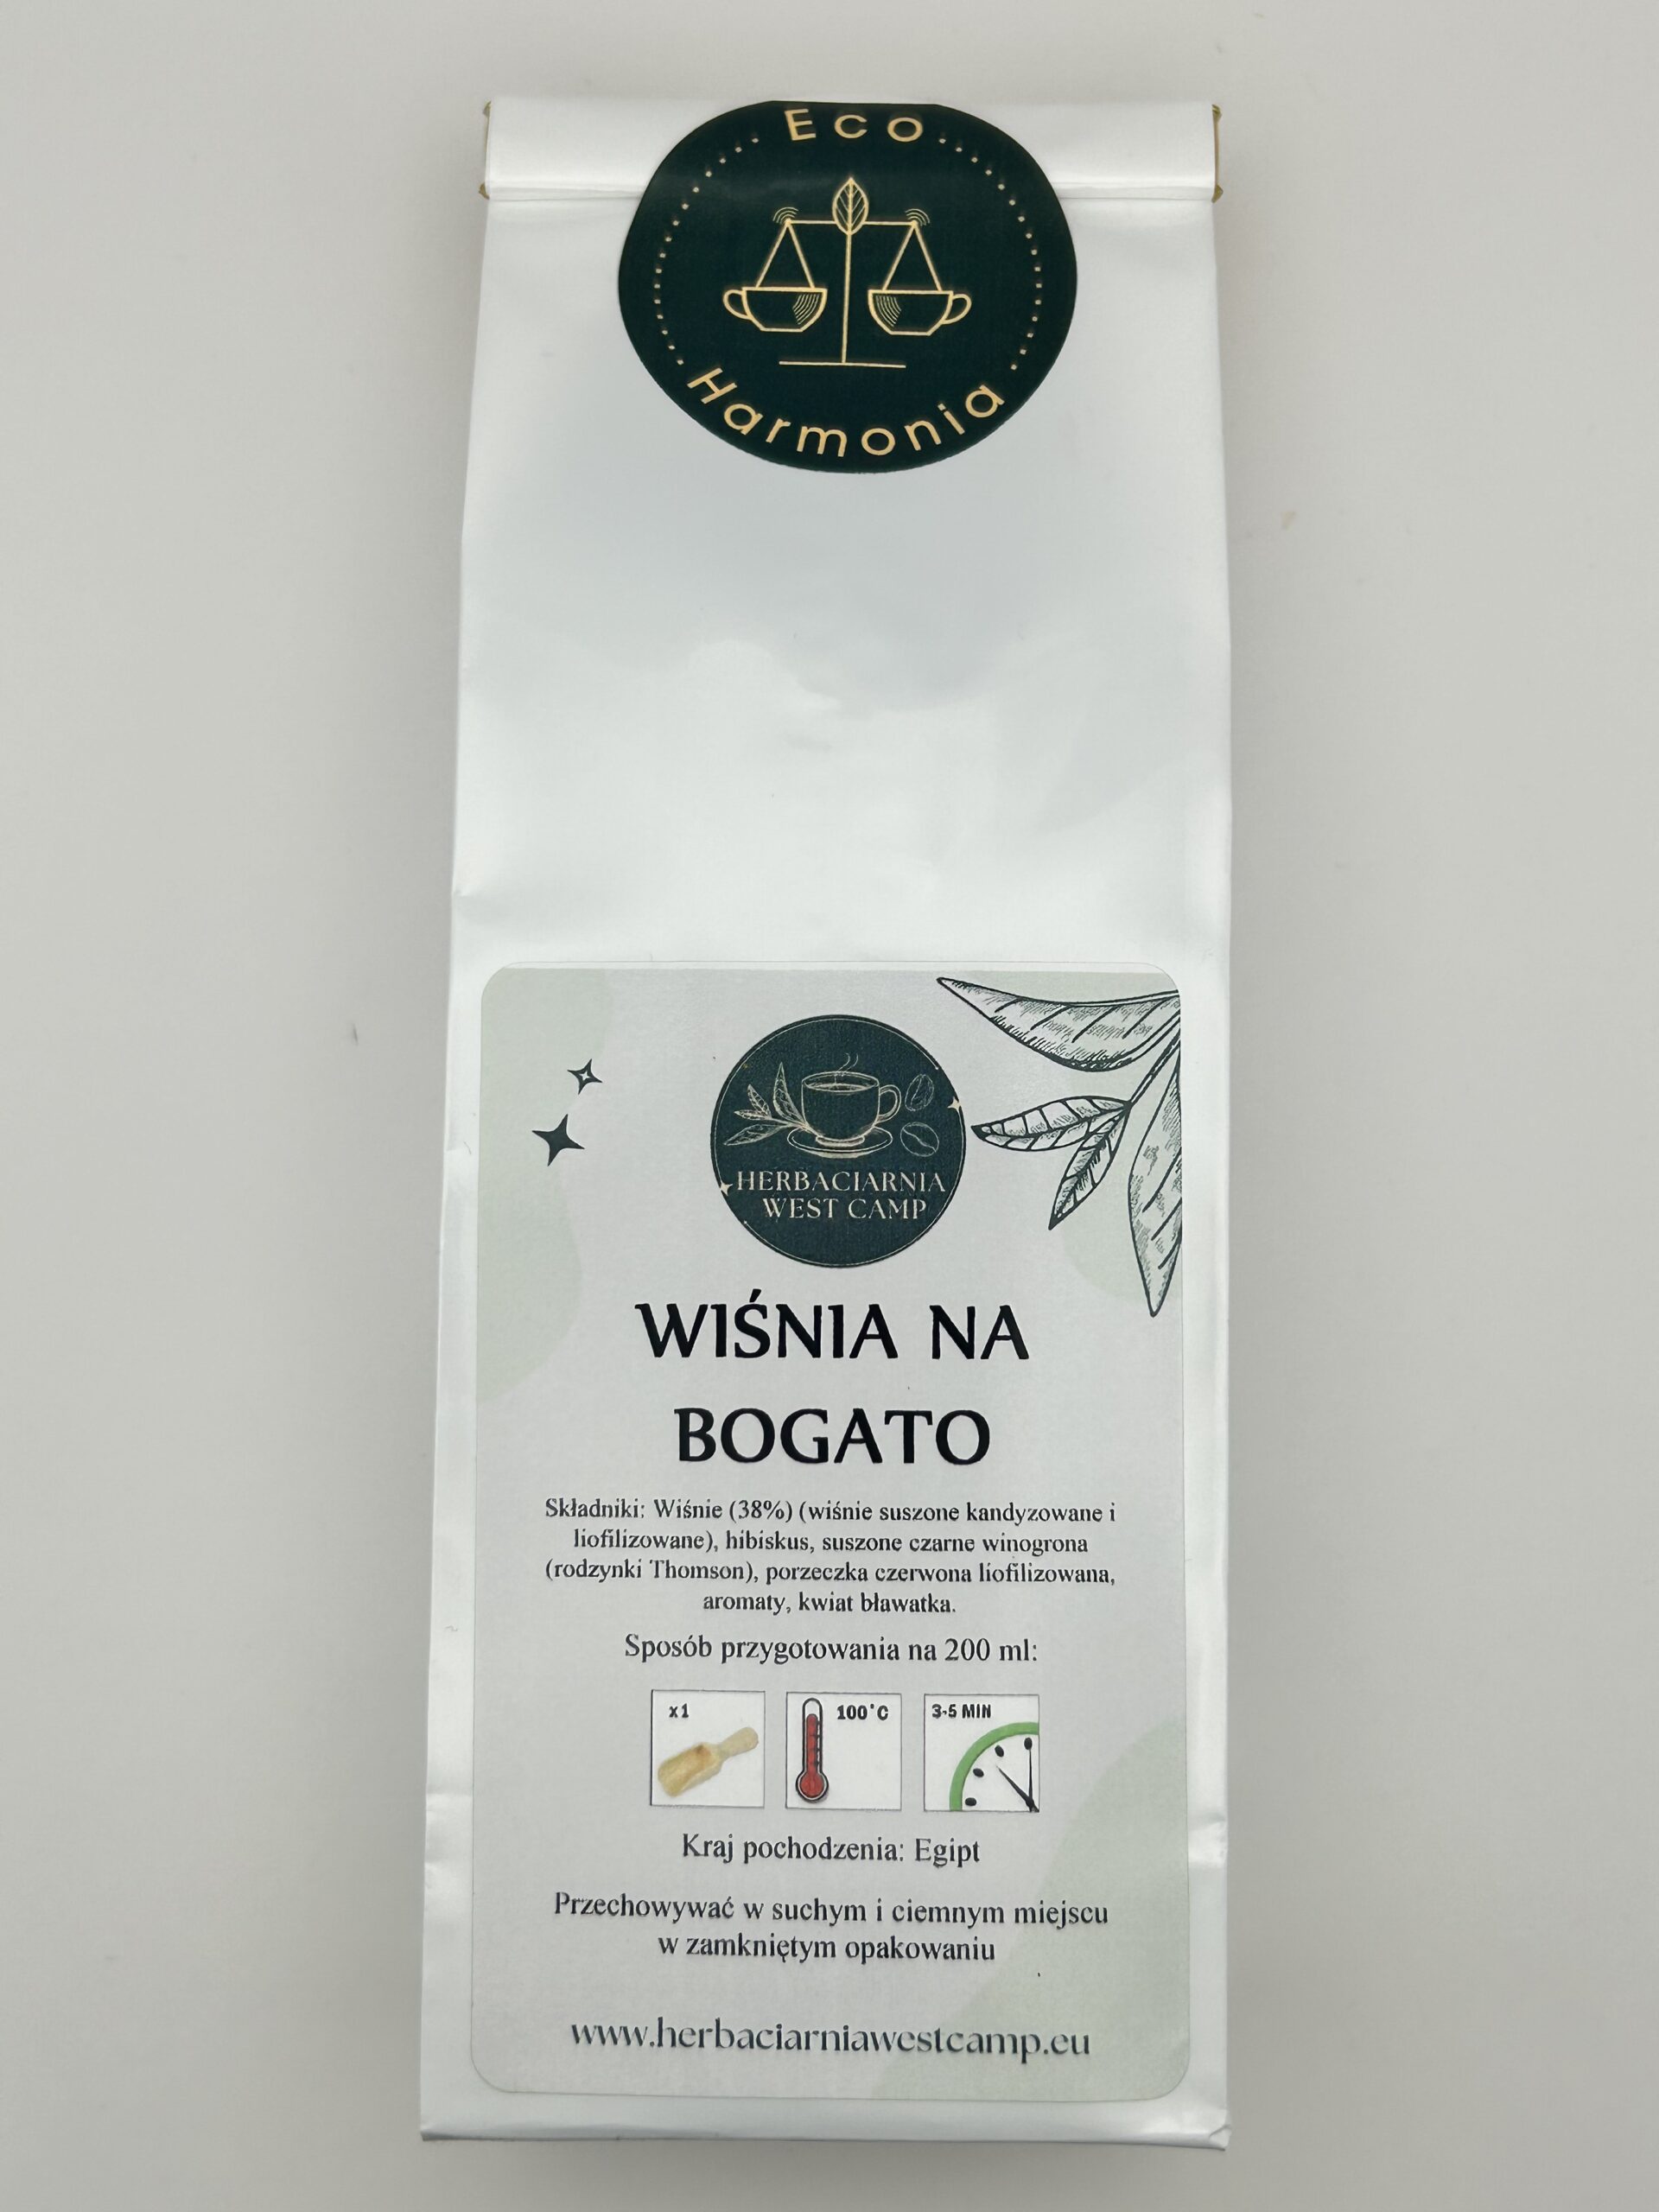 Eco
Harmonia
HERBACIARNIA
WEST CAMP
WIŚNIA NA
BOGATO
Składniki: Wiśnie (38%) (wiśnie suszone kandyzowane i
liofilizowane), hibiskus, suszone czarne winogrona
(rodzynki Thomson), porzeczka czerwona liofilizowana,
aromaty, kwiat bławatka.
Sposób przygotowania na 200 ml:
x1
100°C
3-5 MIN
Kraj pochodzenia: Egipt
Przechowywać w suchym i ciemnym miejscu
w zamkniętym opakowaniu
www.herbaciarniawestcamp.eu